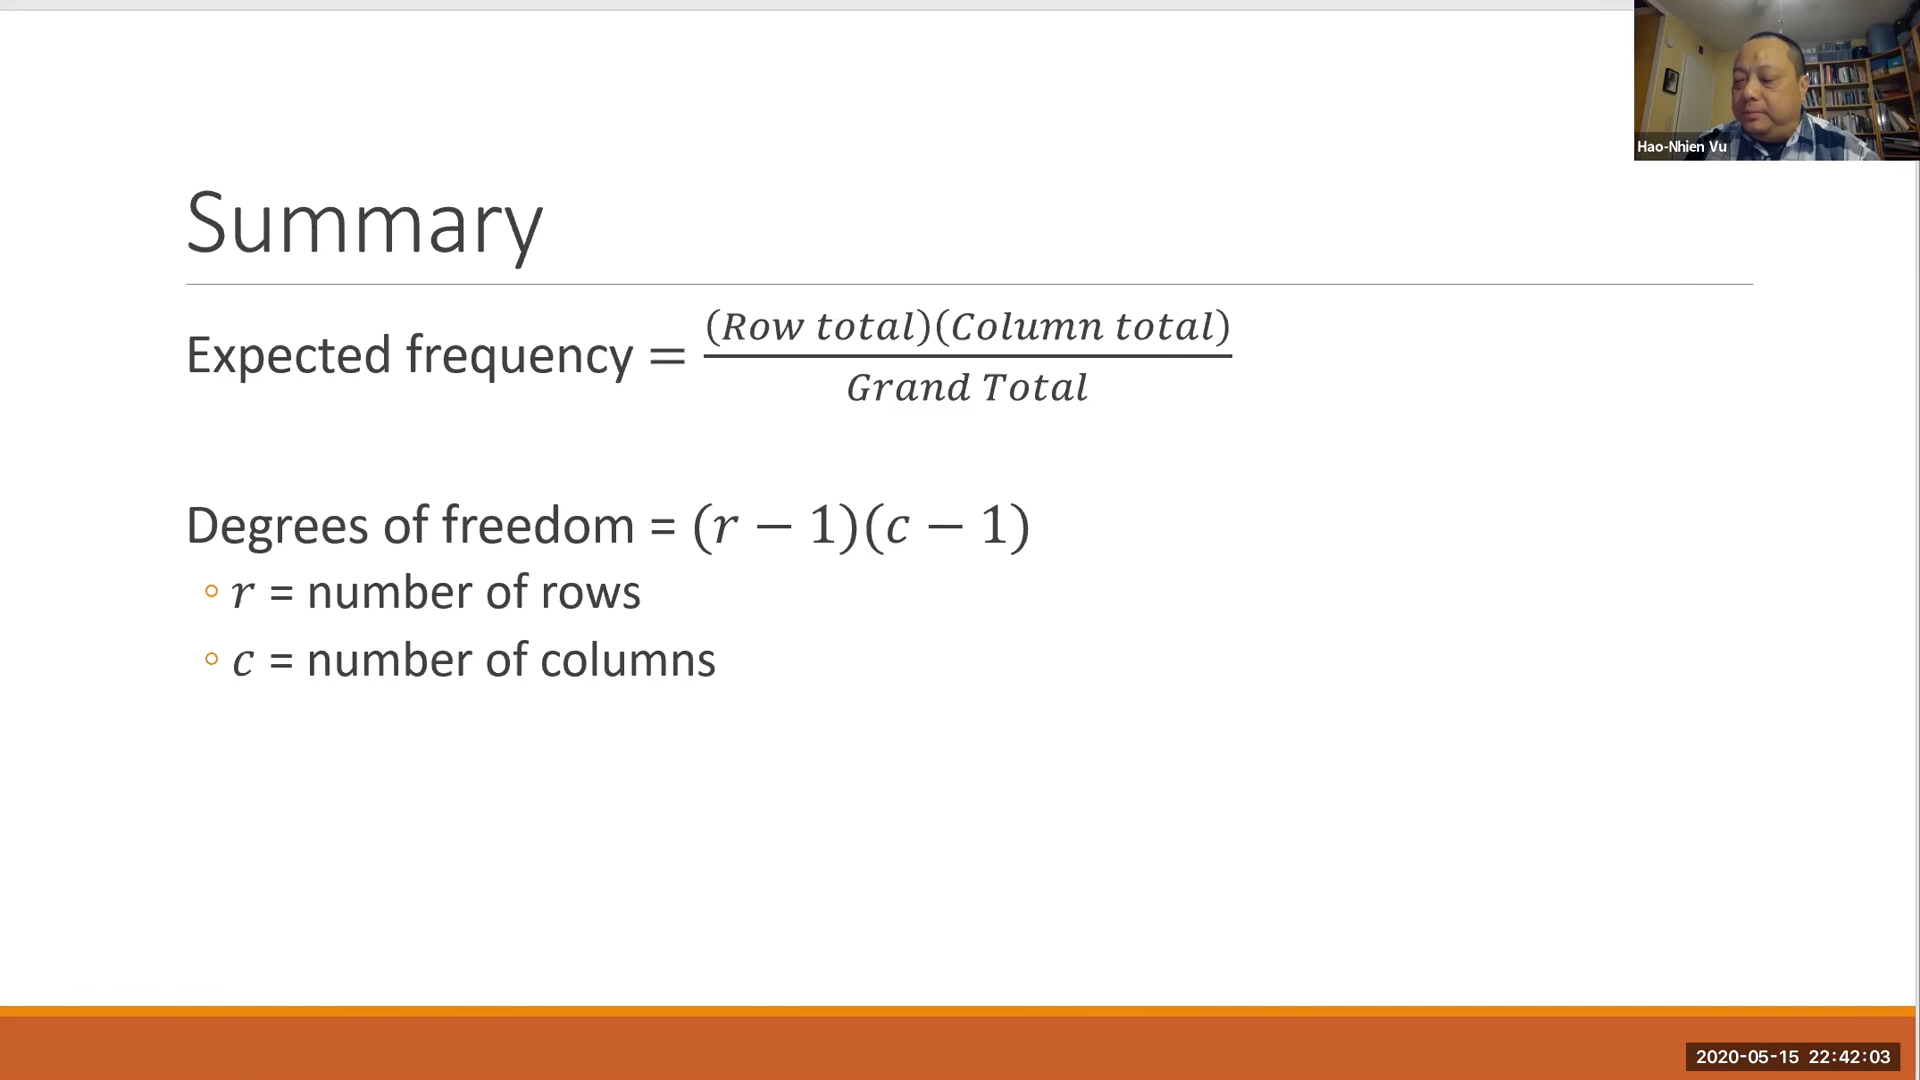 Hao-Nhien Vu
Summary
Expected frequency = (Row total)(Column total) / Grand Total
Degrees of freedom = (r − 1)(c − 1)
◦ r = number of rows
◦ c = number of columns
2020-05-15 22:42:03